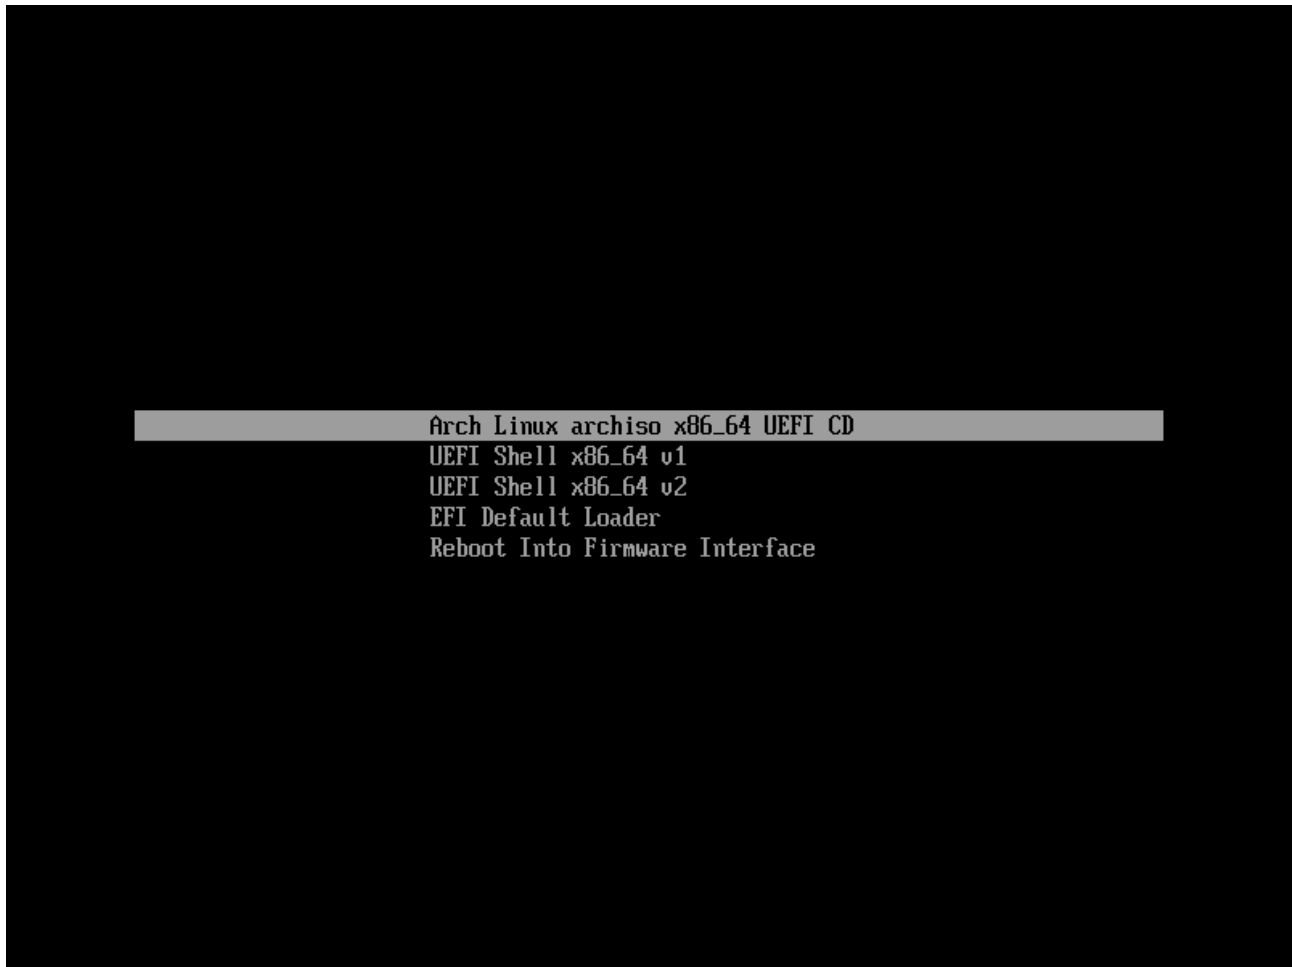 Arch Linux archiso x86_64 UEFI CD
UEFI Shell x86_64 v1
UEFI Shell x86_64 v2
EFI Default Loader
Reboot Into Firmware Interface